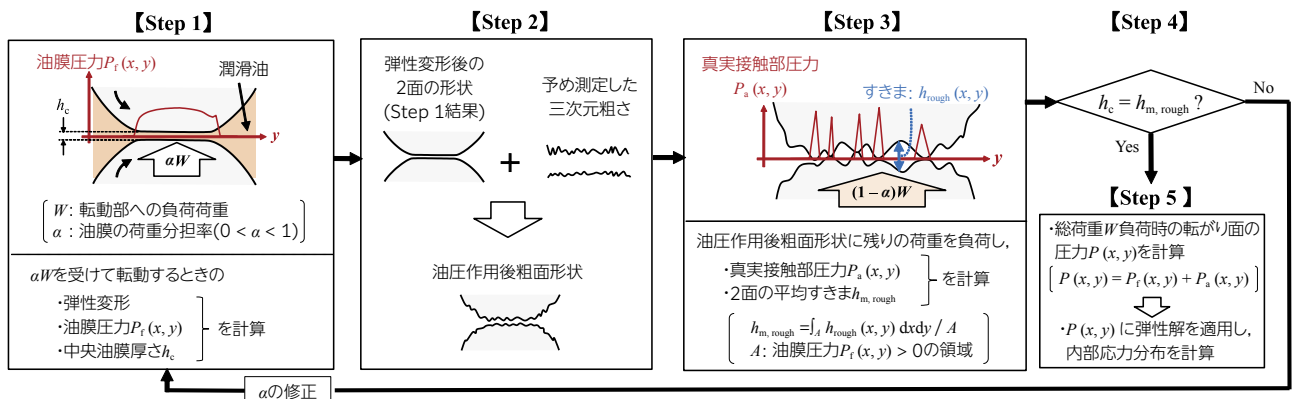 【Step 1】
油膜圧力Pf (x, y)
潤滑油
hc
y
αW
W: 転動部への負荷荷重
α : 油膜の荷重分担率(0 < α < 1)
αWを受けて転動するときの
・弾性変形
・油膜圧力Pf (x, y)
・中央油膜厚さhc
を計算
【Step 2】
弾性変形後の
2面の形状
(Step 1結果)
予め測定した
三次元粗さ
+
油圧作用後粗面形状
【Step 3】
真実接触部圧力
Pa (x, y)
すきま: hrough (x, y)
y
(1 − α)W
油圧作用後粗面形状に残りの荷重を負荷し,
・真実接触部圧力Pa (x, y)
・2面の平均すきまhm, rough
を計算
hm, rough =∫A hrough (x, y) dxdy / A
A: 油膜圧力Pf (x, y) > 0の領域
【Step 4】
hc = hm, rough ?
No
Yes
【Step 5】
・総荷重W負荷時の転がり面の
圧力P (x, y)を計算
P (x, y) = Pf (x, y) + Pa (x, y)
・P (x, y) に弾性解を適用し,
内部応力分布を計算
αの修正